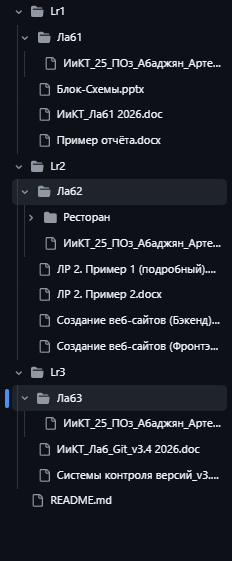 Lr1
Лаб1
ИиКТ_25_ПОз_Абаджян_Арте...
Блок-Схемы.pptx
ИиКТ_Лаб1 2026.doc
Пример отчёта.docx
Lr2
Лаб2
Ресторан
ИиКТ_25_ПОз_Абаджян_Арте...
ЛР 2. Пример 1 (подробный)....
ЛР 2. Пример 2.docx
Создание веб-сайтов (Бэкенд)...
Создание веб-сайтов (Фронтэ...
Lr3
Лаб3
ИиКТ_25_ПОз_Абаджян_Арте...
ИиКТ_Лаб_Git_v3.4 2026.doc
Системы контроля версий_v3....
README.md